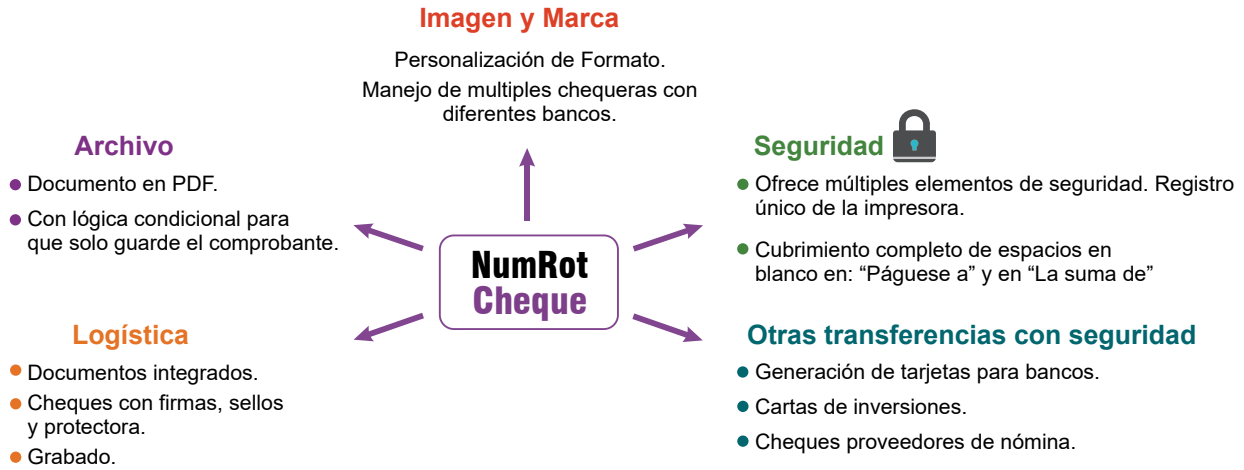 Imagen y Marca
Personalización de Formato.
Manejo de multiples chequeras con
diferentes bancos.
Archivo
Documento en PDF.
Con lógica condicional para
que solo guarde el comprobante.
Seguridad
Ofrece múltiples elementos de seguridad. Registro
único de la impresora.
Cubrimiento completo de espacios en
blanco en: “Páguese a” y en “La suma de”
NumRot
Cheque
Logística
Documentos integrados.
Cheques con firmas, sellos
y protectora.
Grabado.
Otras transferencias con seguridad
Generación de tarjetas para bancos.
Cartas de inversiones.
Cheques proveedores de nómina.